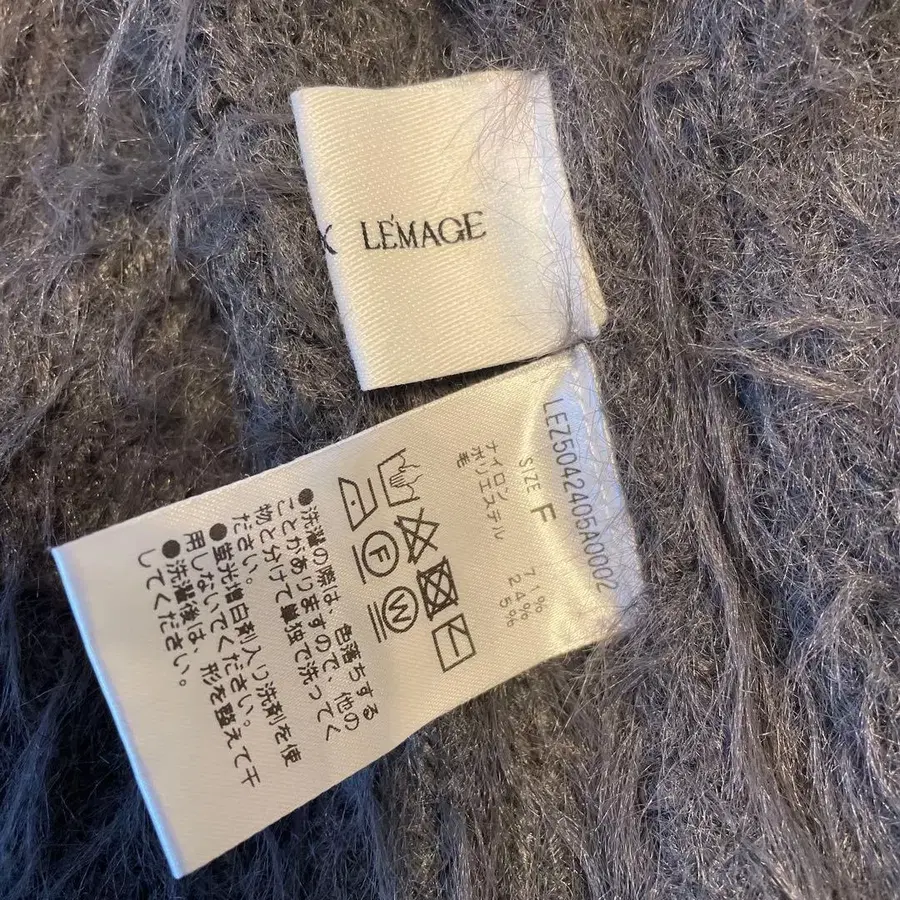 LE'MAGE
LEZ5042405A0002
SIZE F
ナイロン
ポリエステル 24%
毛 5%
F
W
●洗濯の際は、色落ちする
ことがありますので、他の
物と分けて単独で洗ってく
ださい。
●蛍光増白剤入り洗剤を使
用しないでください。
●洗濯後は、形を整えて干
してください。